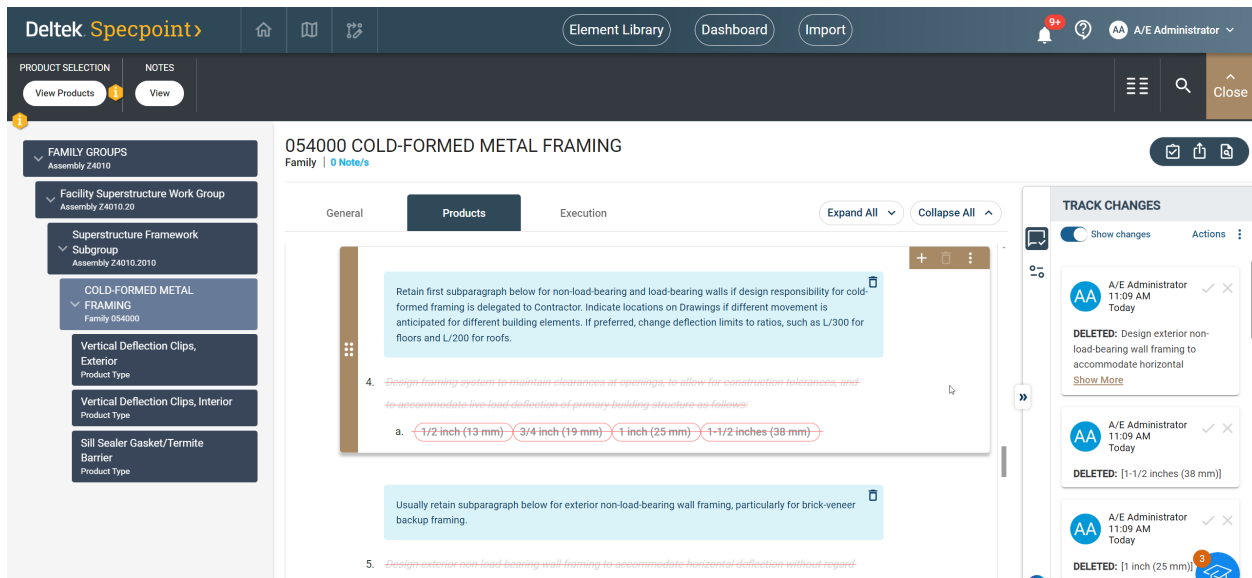 Deltek. Specpoint›
Element Library
Dashboard
Import
9+
AA
A/E Administrator
PRODUCT SELECTION
NOTES
View Products
View
Close
FAMILY GROUPS
Assembly Z4010
Facility Superstructure Work Group
Assembly Z4010.20
Superstructure Framework
Subgroup
Assembly Z4010.2010
COLD-FORMED METAL
FRAMING
Family 054000
Vertical Deflection Clips,
Exterior
Product Type
Vertical Deflection Clips, Interior
Product Type
Sill Sealer Gasket/Termite
Barrier
Product Type
054000 COLD-FORMED METAL FRAMING
Family | 0 Note/s
General
Products
Execution
Expand All
Collapse All
Retain first subparagraph below for non-load-bearing and load-bearing walls if design responsibility for cold-
formed framing is delegated to Contractor. Indicate locations on Drawings if different movement is
anticipated for different building elements. If preferred, change deflection limits to ratios, such as L/300 for
floors and L/200 for roofs.
4. Design framing system to maintain clearances at openings, to allow for construction tolerances, and
to accommodate live load deflection of primary building structure as follows:
a. 1/2 inch (13 mm) 3/4 inch (19 mm) 1 inch (25 mm) 1-1/2 inches (38 mm)
Usually retain subparagraph below for exterior non-load-bearing wall framing, particularly for brick-veneer
backup framing.
5. Design exterior non-load-bearing wall framing to accommodate horizontal deflection without regard
TRACK CHANGES
Show changes
Actions
AA
A/E Administrator
11:09 AM
Today
DELETED: Design exterior non-
load-bearing wall framing to
accommodate horizontal
Show More
AA
A/E Administrator
11:09 AM
Today
DELETED: [1-1/2 inches (38 mm)]
AA
A/E Administrator
11:09 AM
Today
DELETED: [1 inch (25 mm)]
3